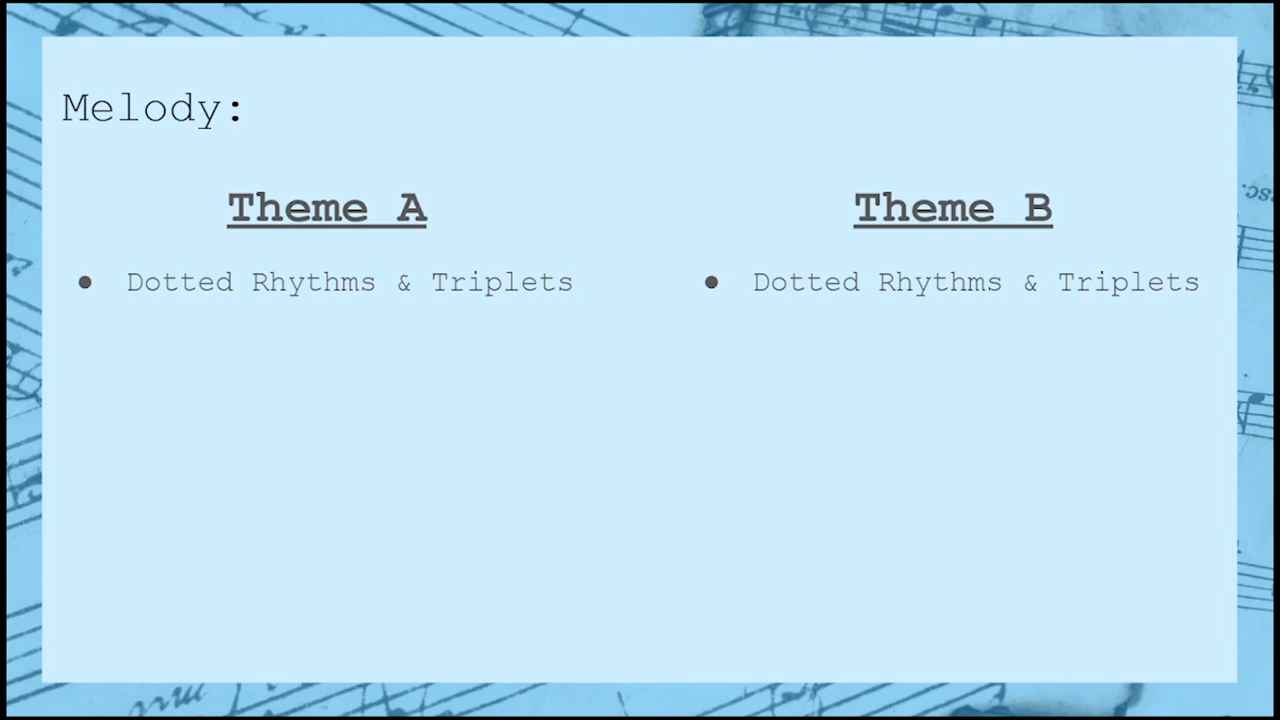 Melody:
Theme A
● Dotted Rhythms & Triplets
Theme B
● Dotted Rhythms & Triplets